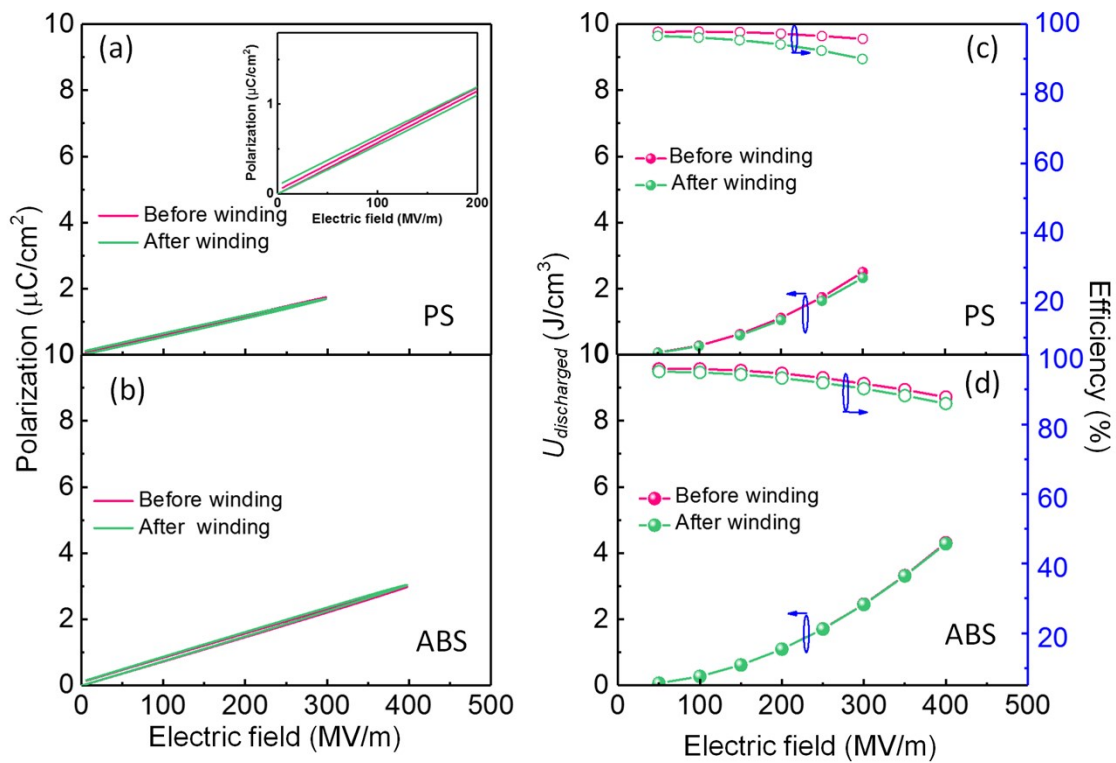 (a)
10
8
6
4
2
10
Polarization (μC/cm²)
1
0
0
100
200
Electric field (MV/m)
Before winding
After winding
PS
(b)
8
6
4
2
0
Before winding
After winding
ABS
0
100
200
300
400
500
Electric field (MV/m)
Polarization (μC/cm²)
(c)
10
8
6
4
2
10
100
80
60
40
20
Before winding
After winding
PS
(d)
8
6
4
2
0
100
80
60
40
20
Before winding
After winding
ABS
0
100
200
300
400
500
Electric field (MV/m)
U discharged (J/cm³)
Efficiency (%)